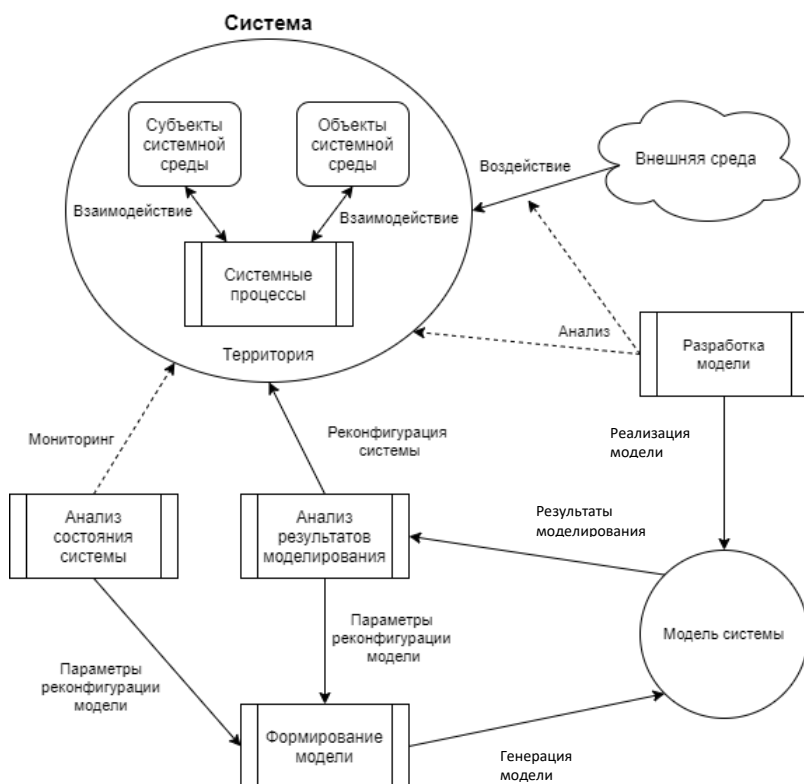 Система
Субъекты
системной
среды
Объекты
системной
среды
Внешняя среда
Воздействие
Взаимодействие
Взаимодействие
Системные
процессы
Территория
Анализ
Разработка
модели
Мониторинг
Реконфигурация
системы
Реализация
модели
Анализ
состояния
системы
Анализ
результатов
моделирования
Результаты
моделирования
Модель системы
Параметры
реконфигурации
модели
Параметры
реконфигурации
модели
Формирование
модели
Генерация
модели